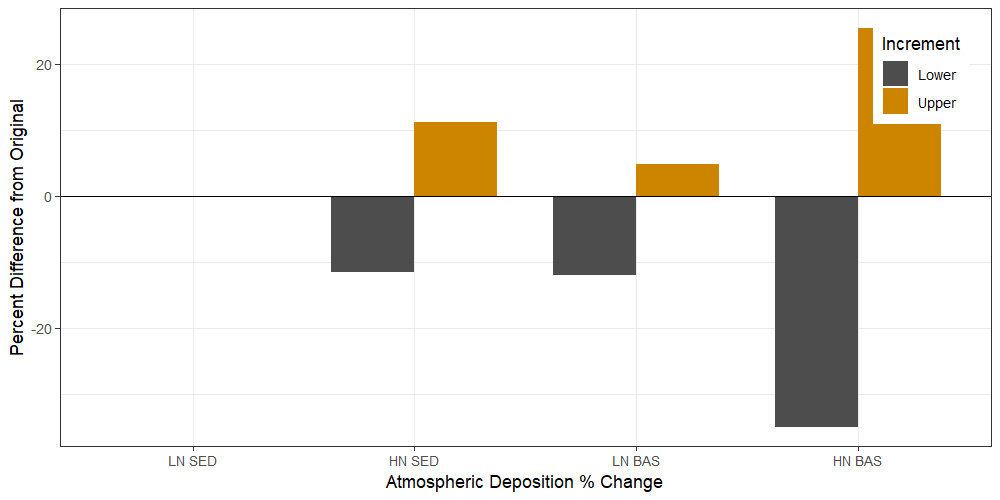 Percent Difference from Original
20
0
-20
Increment
Lower
Upper
LN SED
HN SED
LN BAS
HN BAS
Atmospheric Deposition % Change